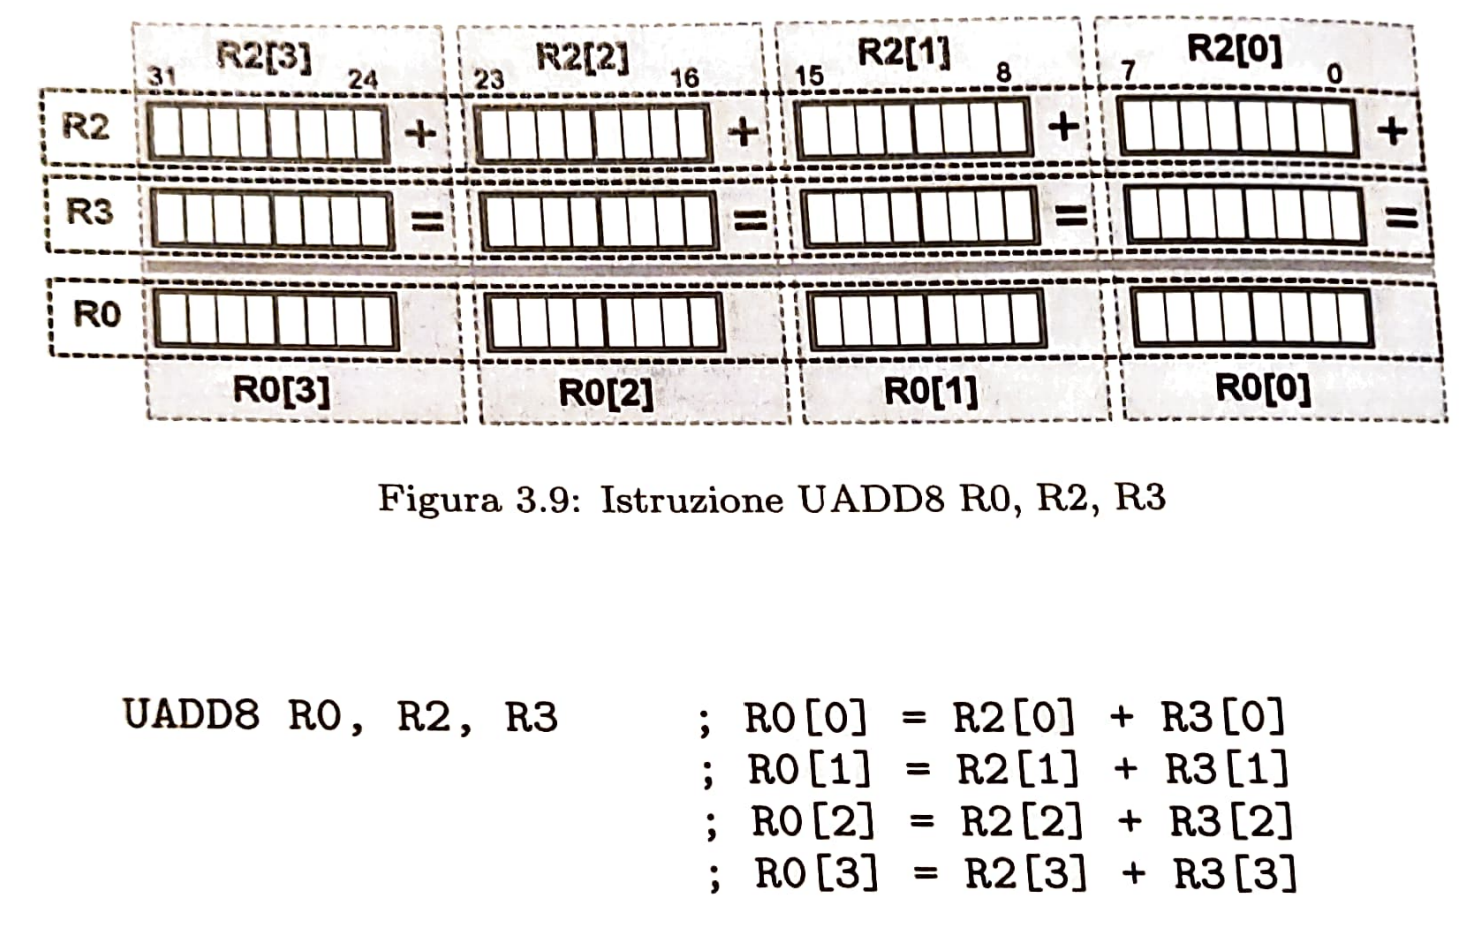 R2[3] R2[2] R2[1] R2[0]
31 24 23 16 15 8 7 0
R2 + + + +
R3 = = = =
R0
R0[3] R0[2] R0[1] R0[0]
Figura 3.9: Istruzione UADD8 R0, R2, R3
UADD8 R0, R2, R3 ; R0[0] = R2[0] + R3[0]
; R0[1] = R2[1] + R3[1]
; R0[2] = R2[2] + R3[2]
; R0[3] = R2[3] + R3[3]